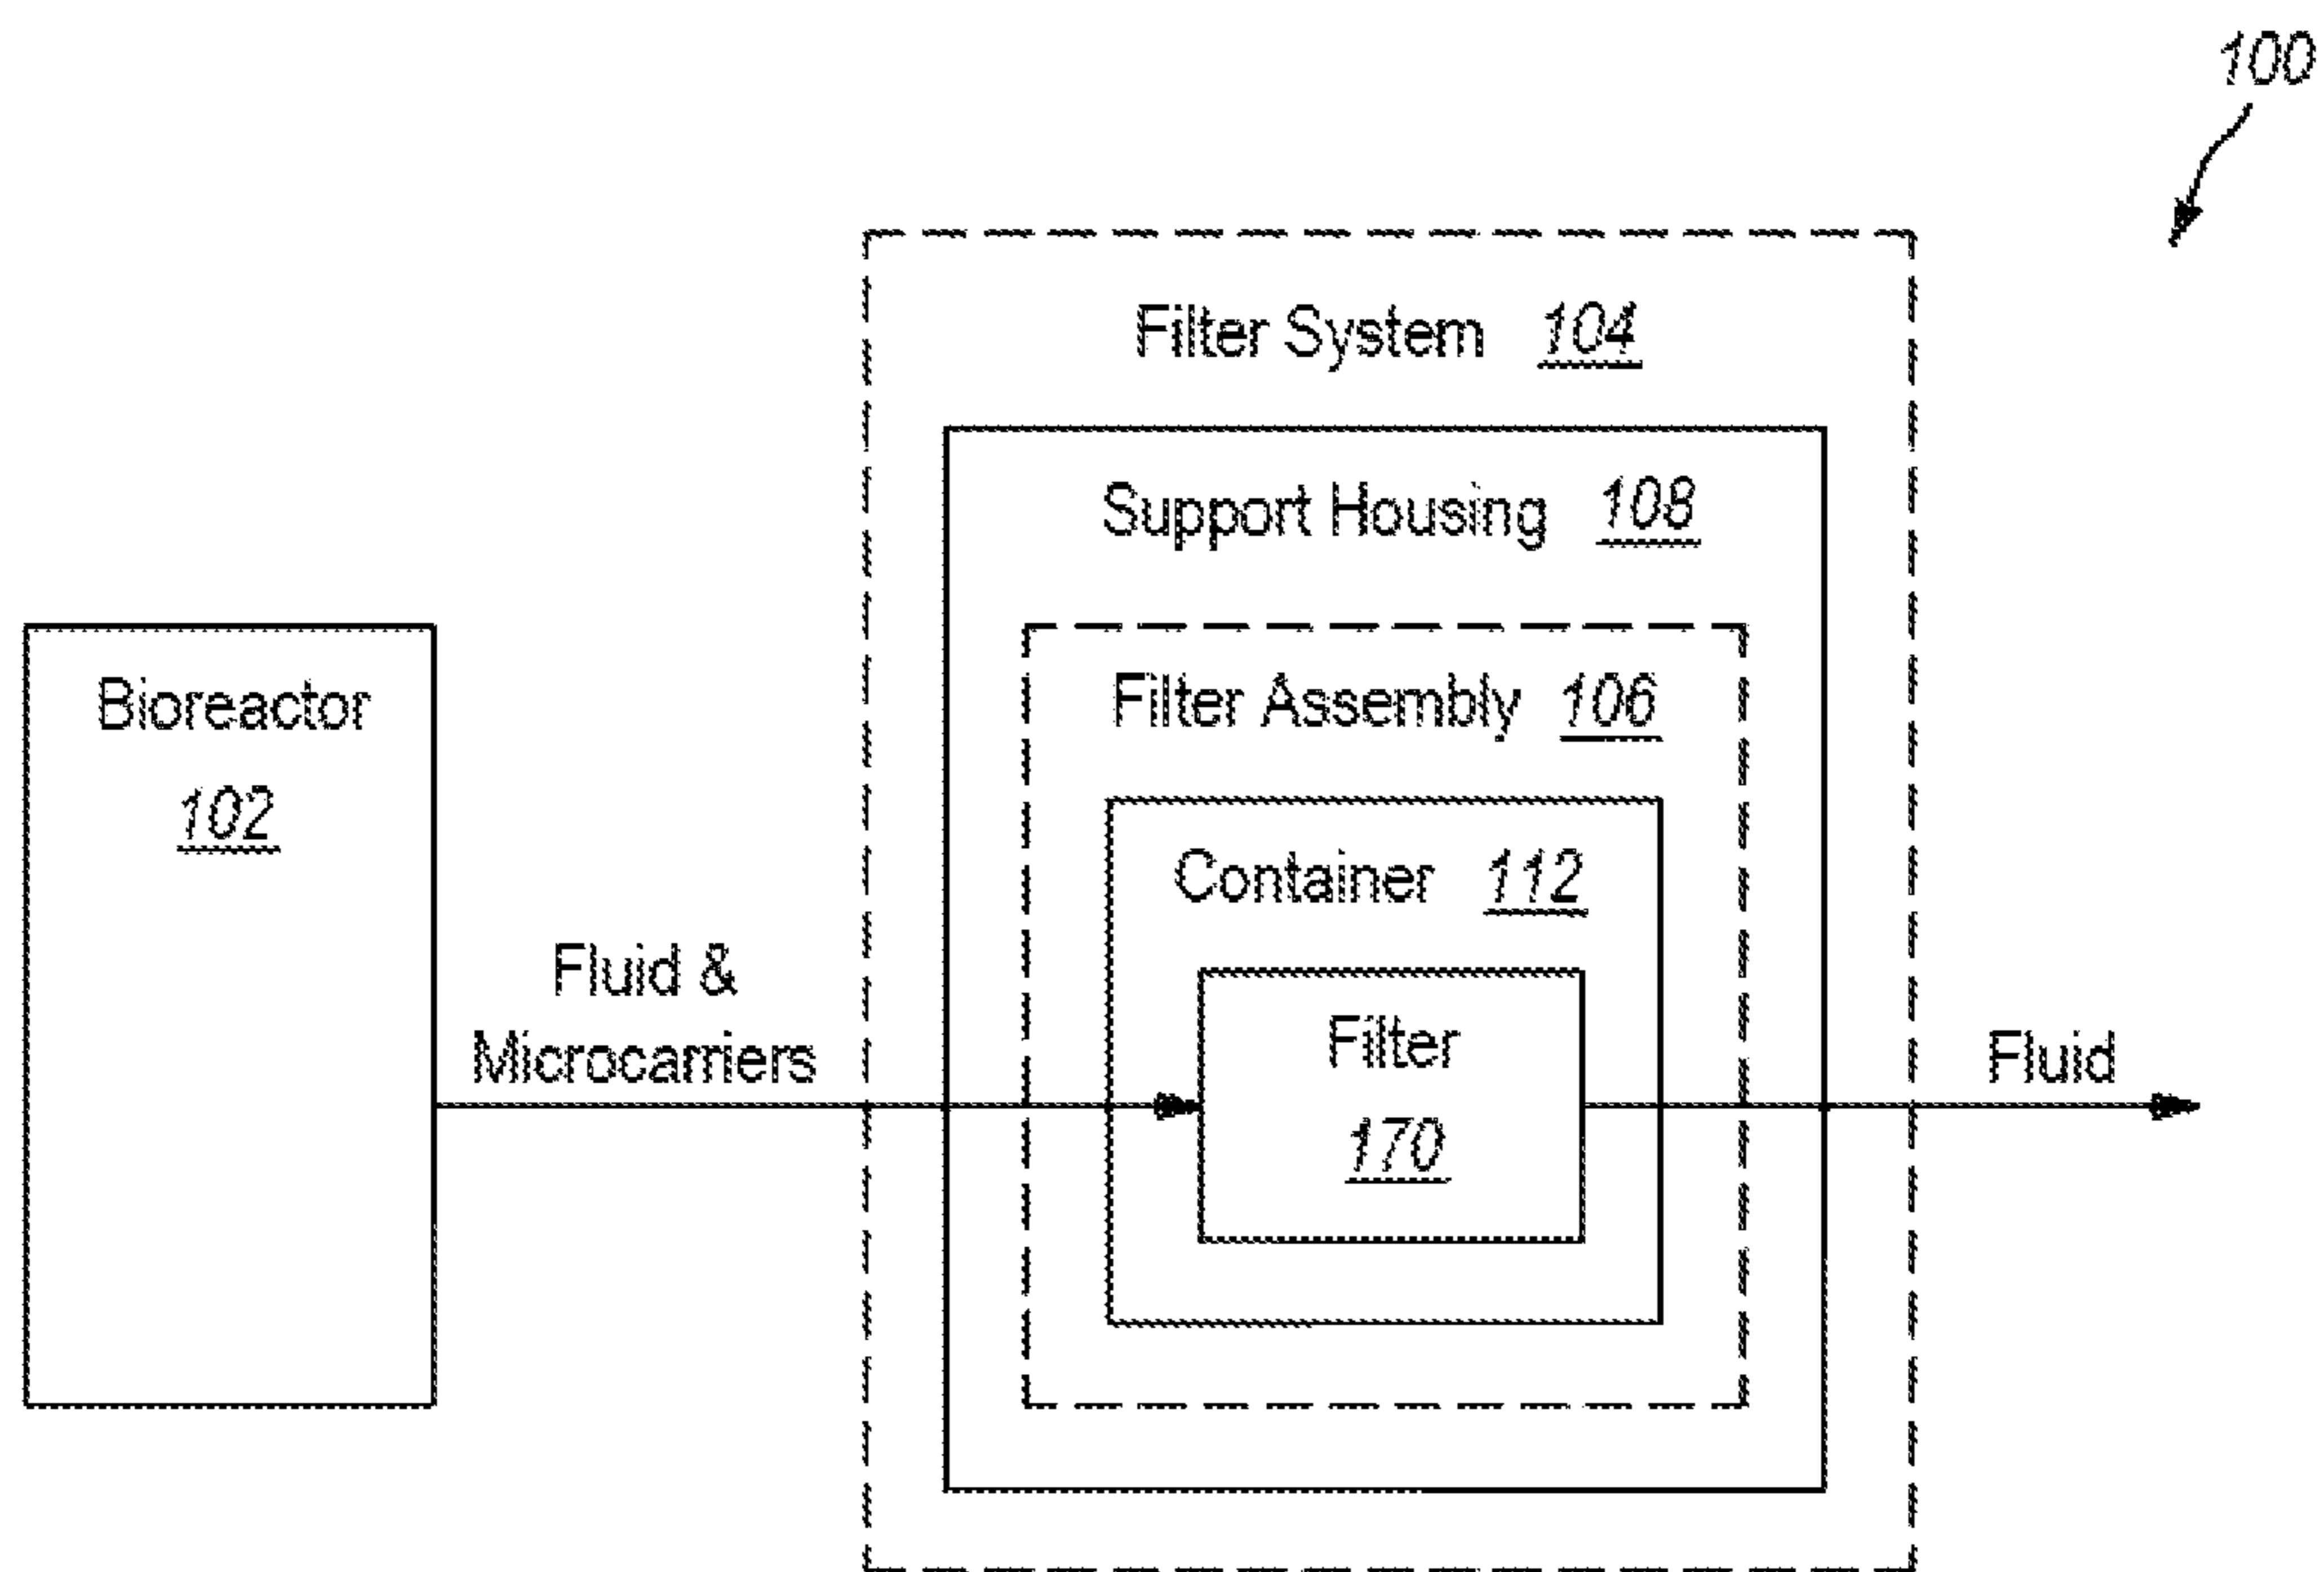 100
Filter System 104
Support Housing 108
Bioreactor
102
Filter Assembly 106
Container 112
Fluid &
Microcarriers
Filter
170
Fluid